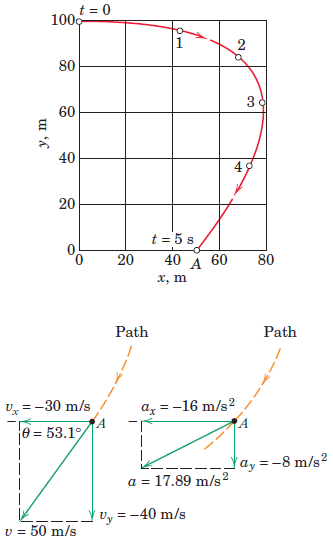 t = 0
100
1
2
80
3
60
y, m
40
4
20
t = 5 s
0
A
0 20 40 60 80
x, m
Path
Path
vx = −30 m/s
A
θ = 53.1°
vy = −40 m/s
v = 50 m/s
ax = −16 m/s²
A
ay = −8 m/s²
a = 17.89 m/s²